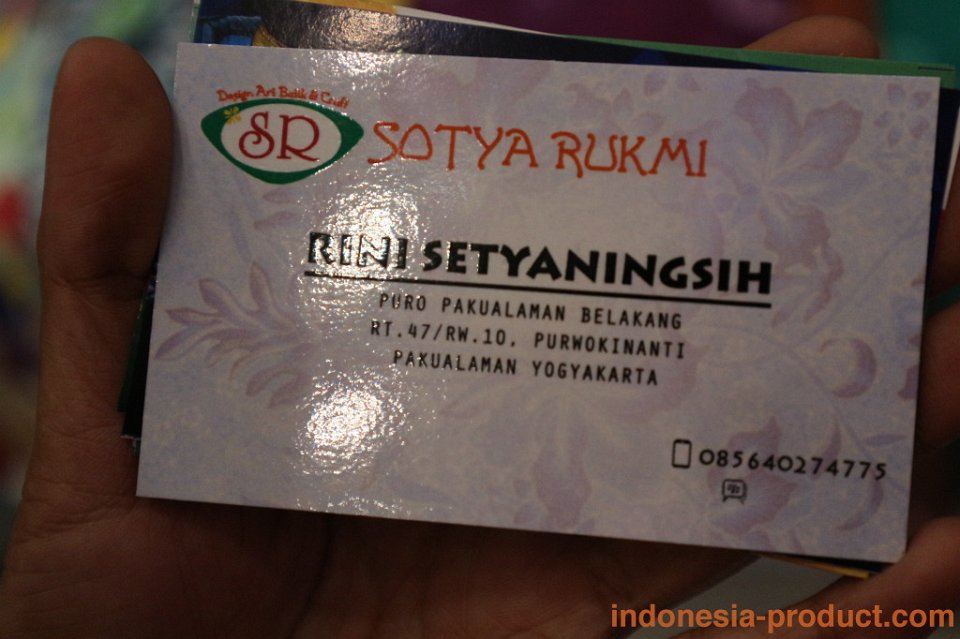 Design Art Batik & Craft
SR
SOTYA RUKMI
RINI SETYANINGSIH
PURO PAKUALAMAN BELAKANG
RT.47/RW.10. PURWOKINANTI
PAKUALAMAN YOGYAKARTA
085640274775
indonesia-product.com